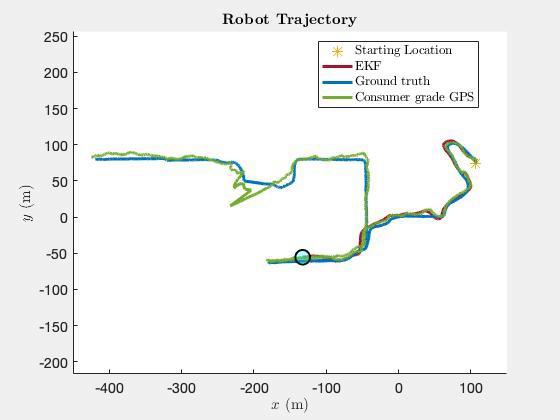 Robot Trajectory
Starting Location
EKF
Ground truth
Consumer grade GPS
250
200
150
100
50
0
-50
-100
-150
-200
y (m)
-400 -300 -200 -100 0 100
x (m)